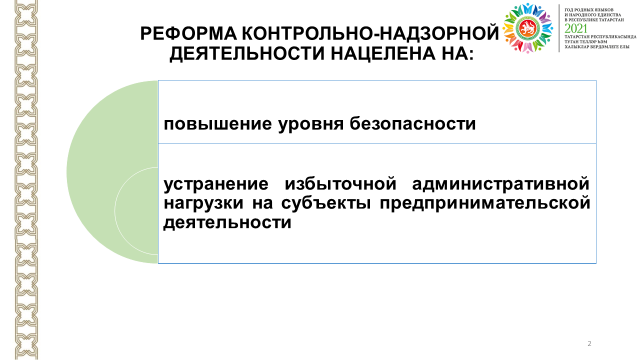 РЕФОРМА КОНТРОЛЬНО-НАДЗОРНОЙ
ДЕЯТЕЛЬНОСТИ НАЦЕЛЕНА НА:
ГОД РОДНЫХ ЯЗЫКОВ
И НАРОДНОГО ЕДИНСТВА
В РЕСПУБЛИКЕ ТАТАРСТАН
2021
ТАТАРСТАН РЕСПУБЛИКАСЫНДА
ТУГАН ТЕЛЛӘР ҺӘМ
ХАЛЫКЛАР БЕРДӘМЛЕГЕ ЕЛЫ
повышение уровня безопасности
устранение избыточной административной
нагрузки на субъекты предпринимательской
деятельности
2